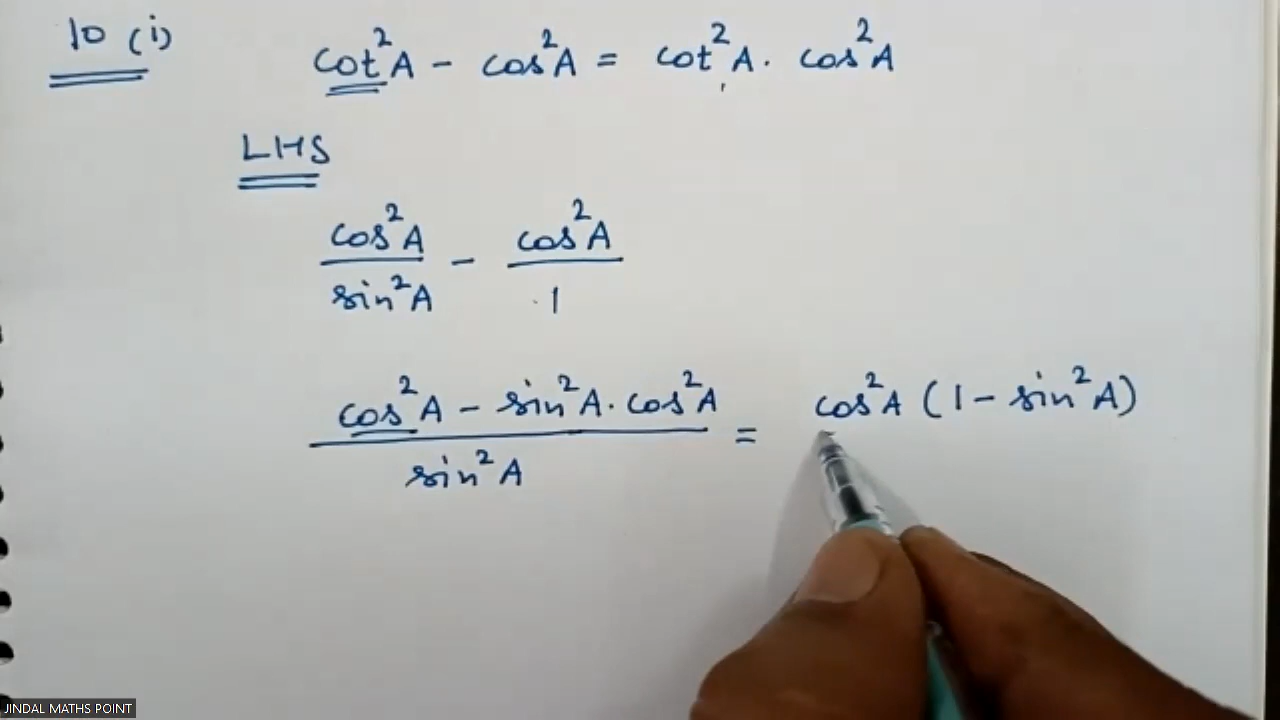 10 (i) cot²A - cos²A = cot²A . cos²A
LHS
cos²A/sin²A - cos²A/1
cos²A - sin²A . cos²A/sin²A = cos²A (1 - sin²A)
JINDAL MATHS POINT